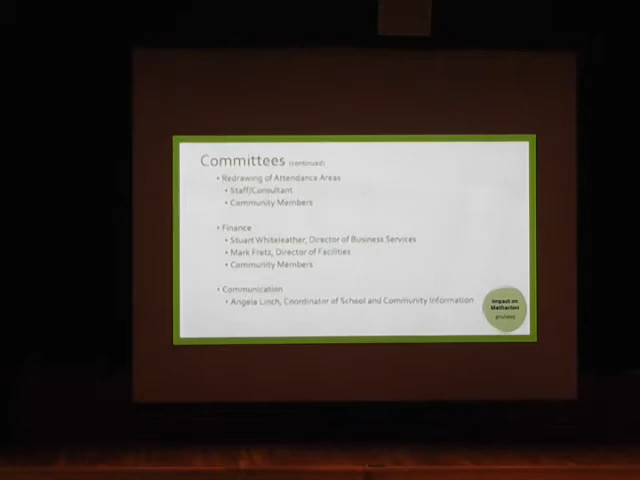 Committees (continued)
• Redrawing of Attendance Areas
• Staff/Consultant
• Community Members
• Finance
• Stuart Whiteleather, Director of Business Services
• Mark Fretz, Director of Facilities
• Community Members
• Communication
• Angela Linch, Coordinator of School and Community Information
Impact on